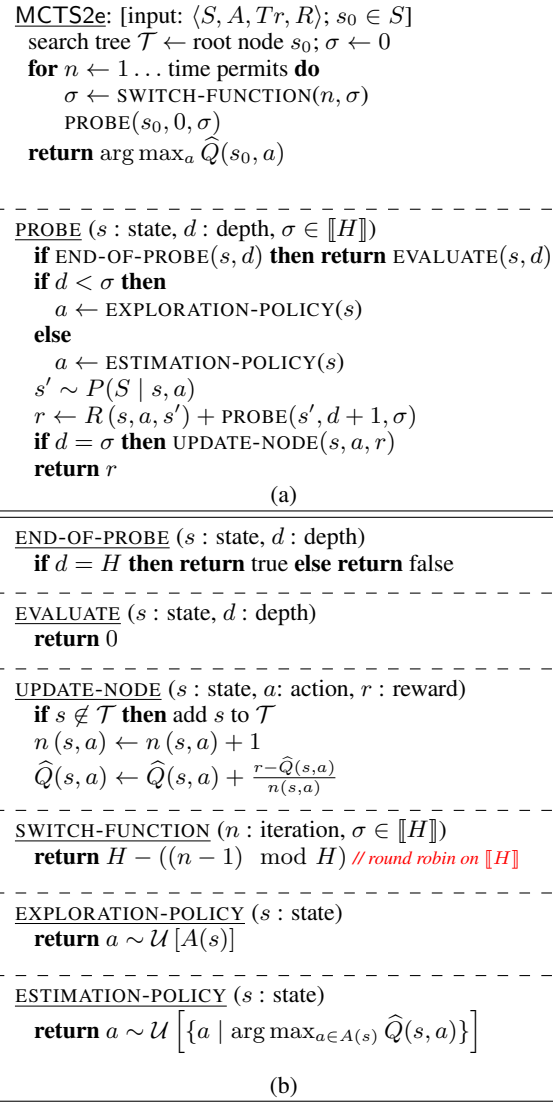 MCTS2e: [input: ⟨S, A, Tr, R⟩; s₀ ∈ S]
search tree 𝒯 ← root node s₀; σ ← 0
for n ← 1 … time permits do
σ ← SWITCH-FUNCTION(n, σ)
PROBE(s₀, 0, σ)
return arg maxₐ Q̂(s₀, a)
PROBE (s : state, d : depth, σ ∈ ⟦H⟧)
if END-OF-PROBE(s, d) then return EVALUATE(s, d)
if d < σ then
a ← EXPLORATION-POLICY(s)
else
a ← ESTIMATION-POLICY(s)
s′ ∼ P(S | s, a)
r ← R (s, a, s′) + PROBE(s′, d + 1, σ)
if d = σ then UPDATE-NODE(s, a, r)
return r
(a)
END-OF-PROBE (s : state, d : depth)
if d = H then return true else return false
EVALUATE (s : state, d : depth)
return 0
UPDATE-NODE (s : state, a: action, r : reward)
if s ∉ 𝒯 then add s to 𝒯
n (s, a) ← n (s, a) + 1
Q̂(s, a) ← Q̂(s, a) + \frac{r−Q̂(s,a)}{n(s,a)}
SWITCH-FUNCTION (n : iteration, σ ∈ ⟦H⟧)
return H − ((n − 1) mod H) // round robin on ⟦H⟧
EXPLORATION-POLICY (s : state)
return a ∼ 𝒰 [A(s)]
ESTIMATION-POLICY (s : state)
return a ∼ 𝒰 [{a | arg max_{a∈A(s)} Q̂(s, a)}]
(b)